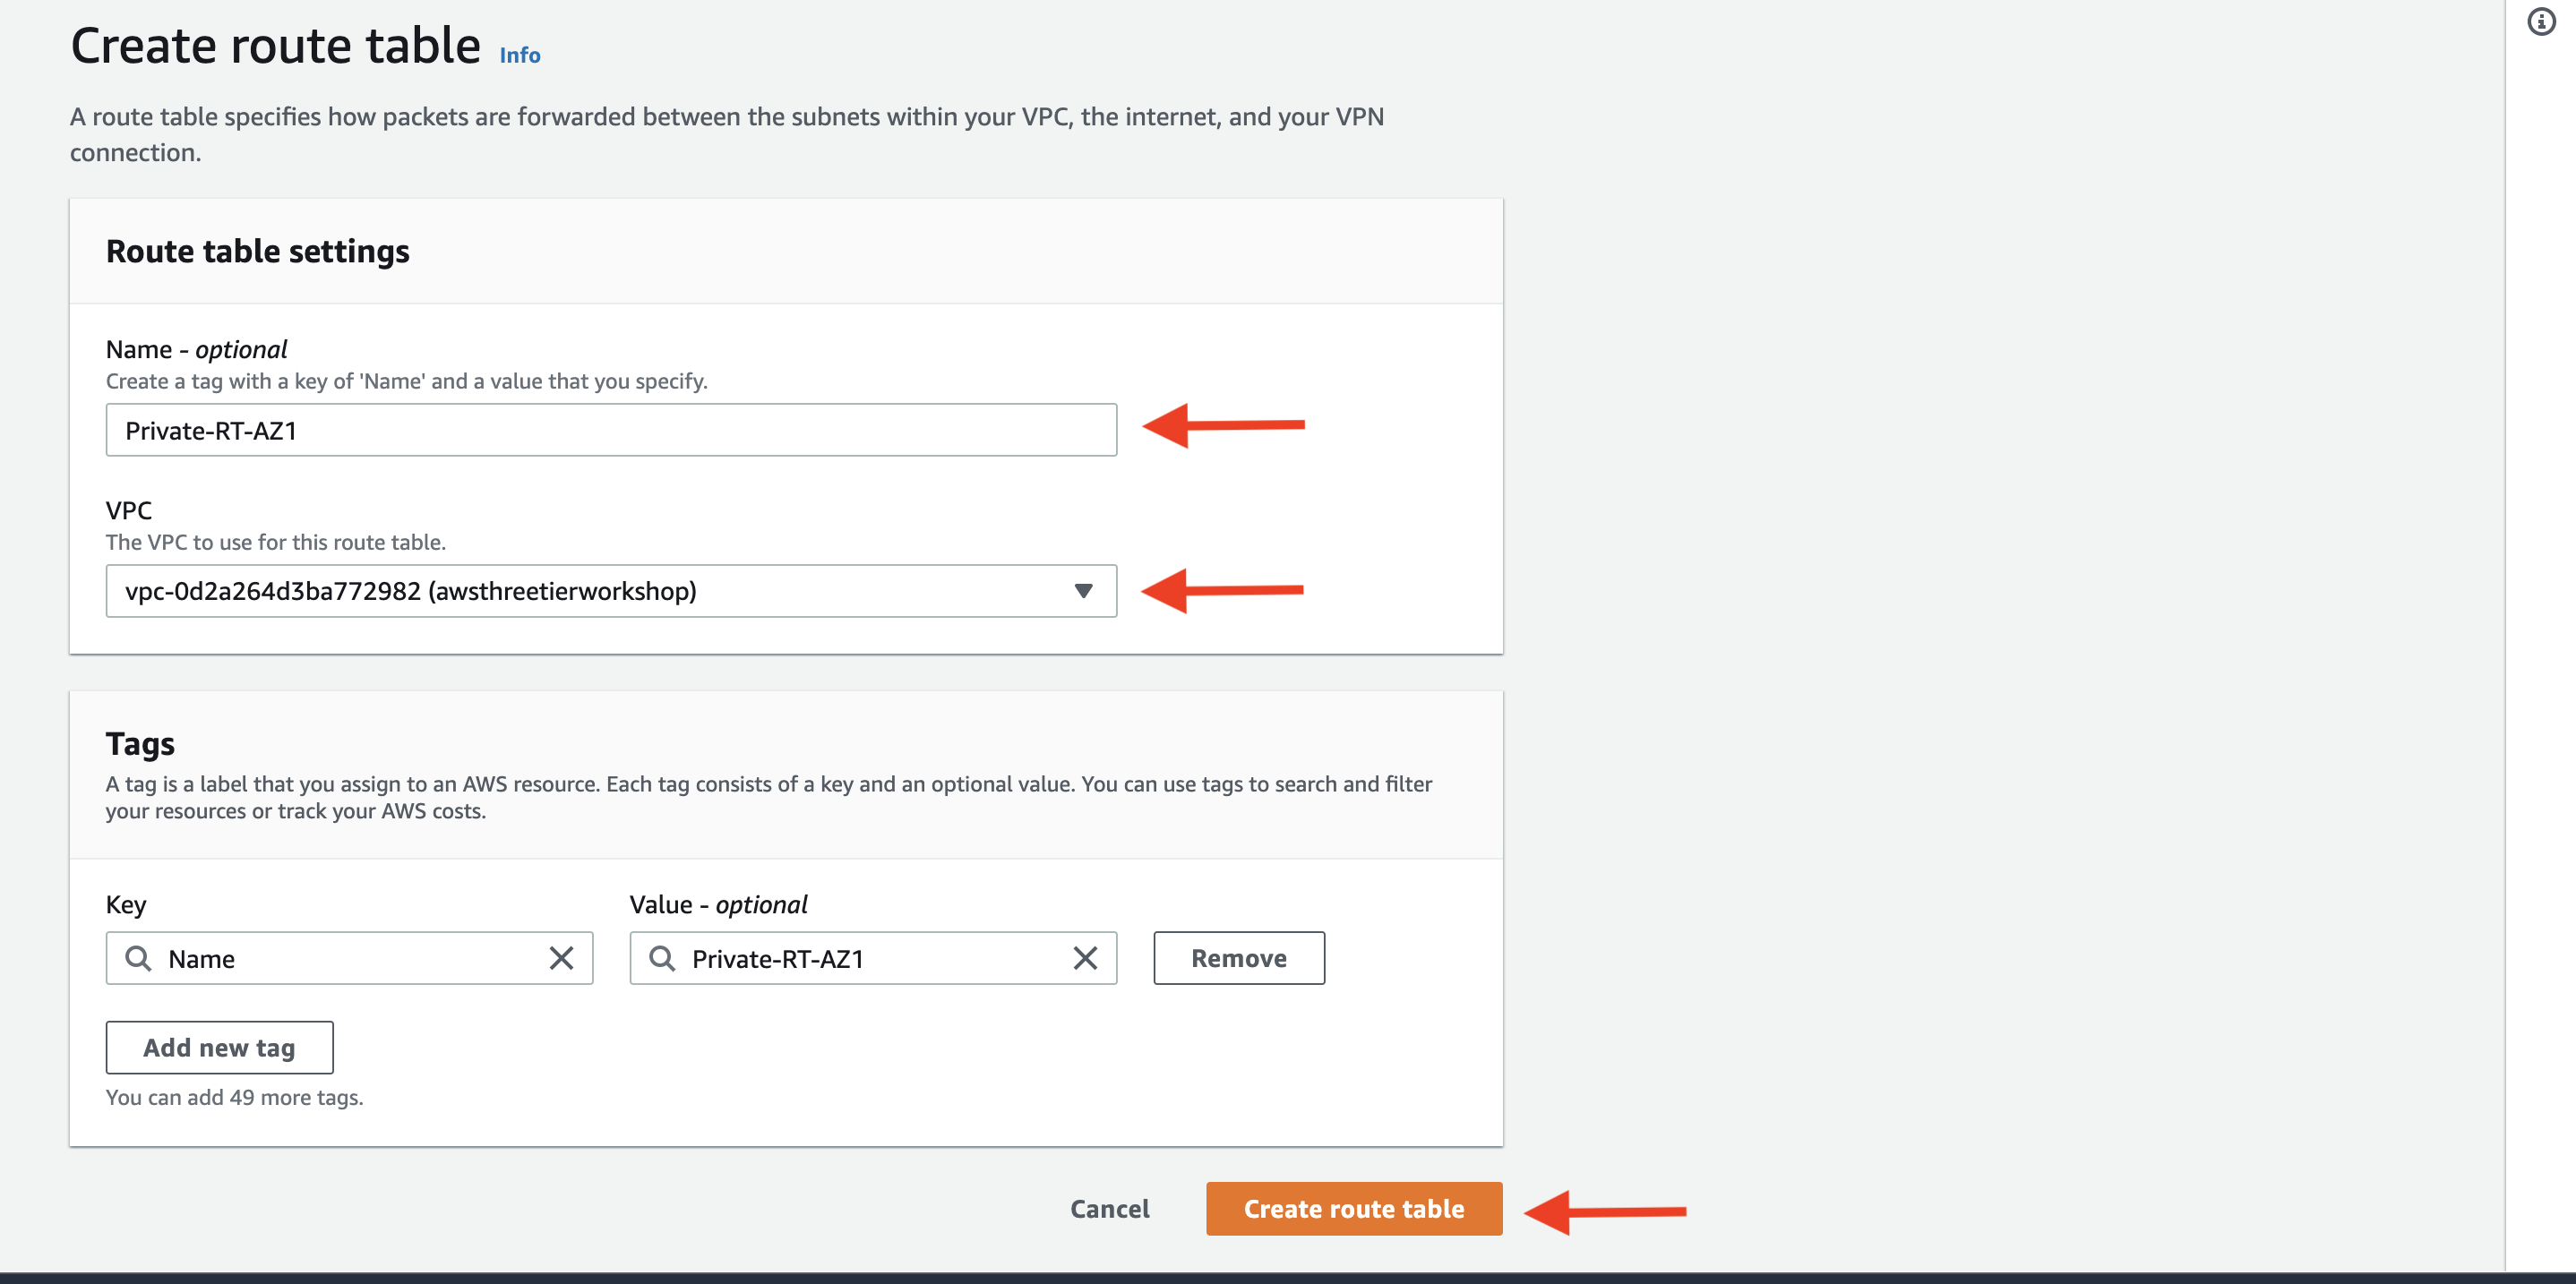 Create route table Info
A route table specifies how packets are forwarded between the subnets within your VPC, the internet, and your VPN
connection.
Route table settings
Name - optional
Create a tag with a key of 'Name' and a value that you specify.
Private-RT-AZ1
VPC
The VPC to use for this route table.
vpc-0d2a264d3ba772982 (awsthreetierworkshop)
Tags
A tag is a label that you assign to an AWS resource. Each tag consists of a key and an optional value. You can use tags to search and filter
your resources or track your AWS costs.
Key Value - optional
Name Private-RT-AZ1 Remove
Add new tag
You can add 49 more tags.
Cancel Create route table